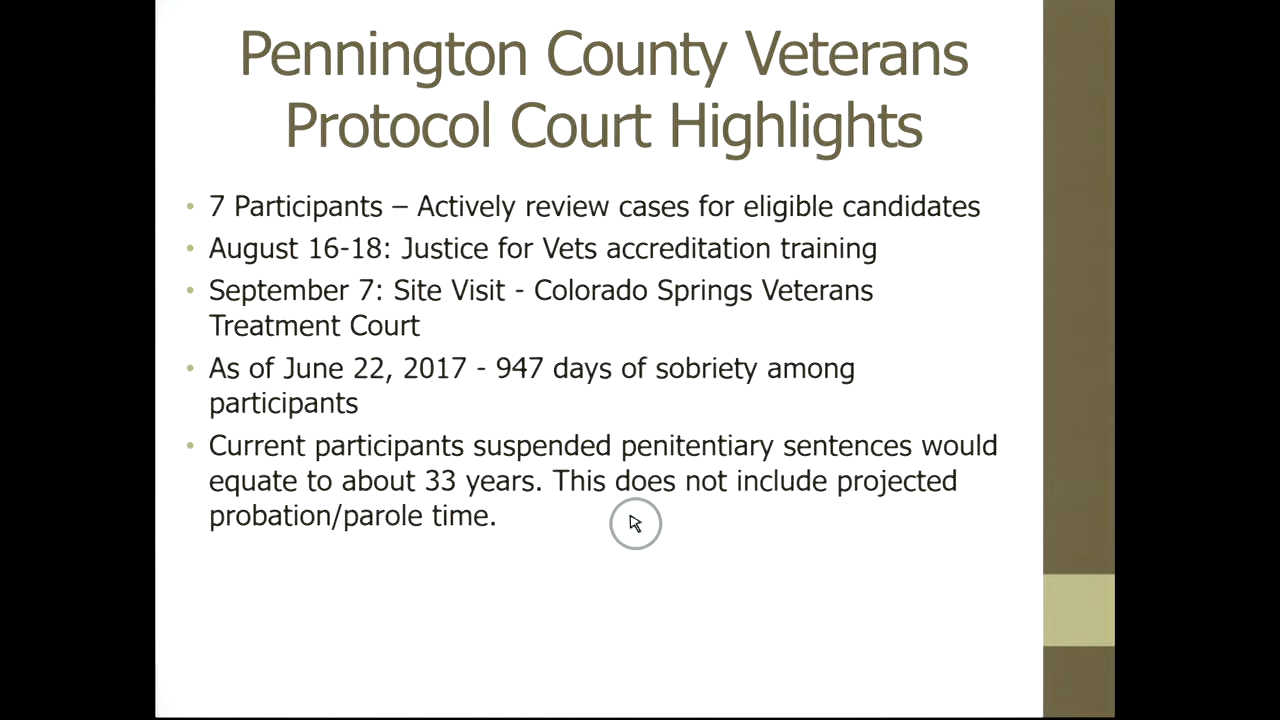 Pennington County Veterans
Protocol Court Highlights
• 7 Participants – Actively review cases for eligible candidates
• August 16-18: Justice for Vets accreditation training
• September 7: Site Visit - Colorado Springs Veterans
Treatment Court
• As of June 22, 2017 - 947 days of sobriety among
participants
• Current participants suspended penitentiary sentences would
equate to about 33 years. This does not include projected
probation/parole time.